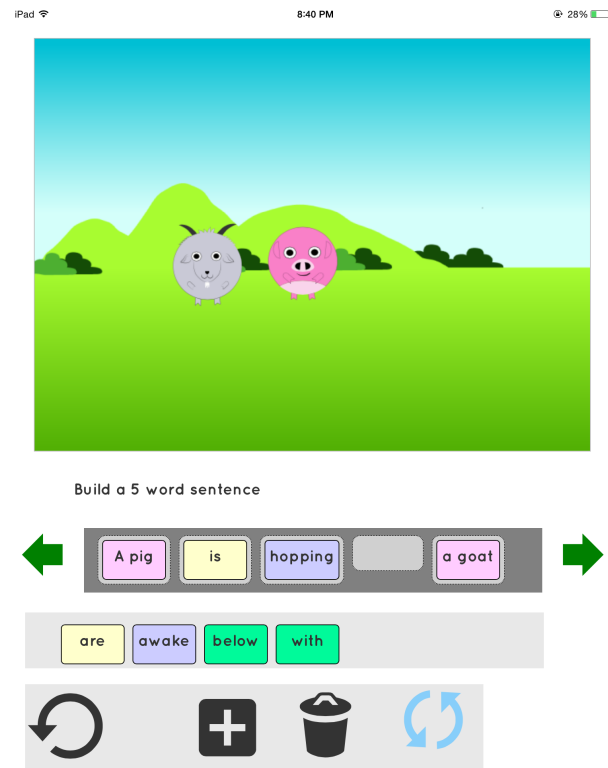 iPad 8:40 PM 28%
Build a 5 word sentence
A pig is hopping a goat
are awake below with